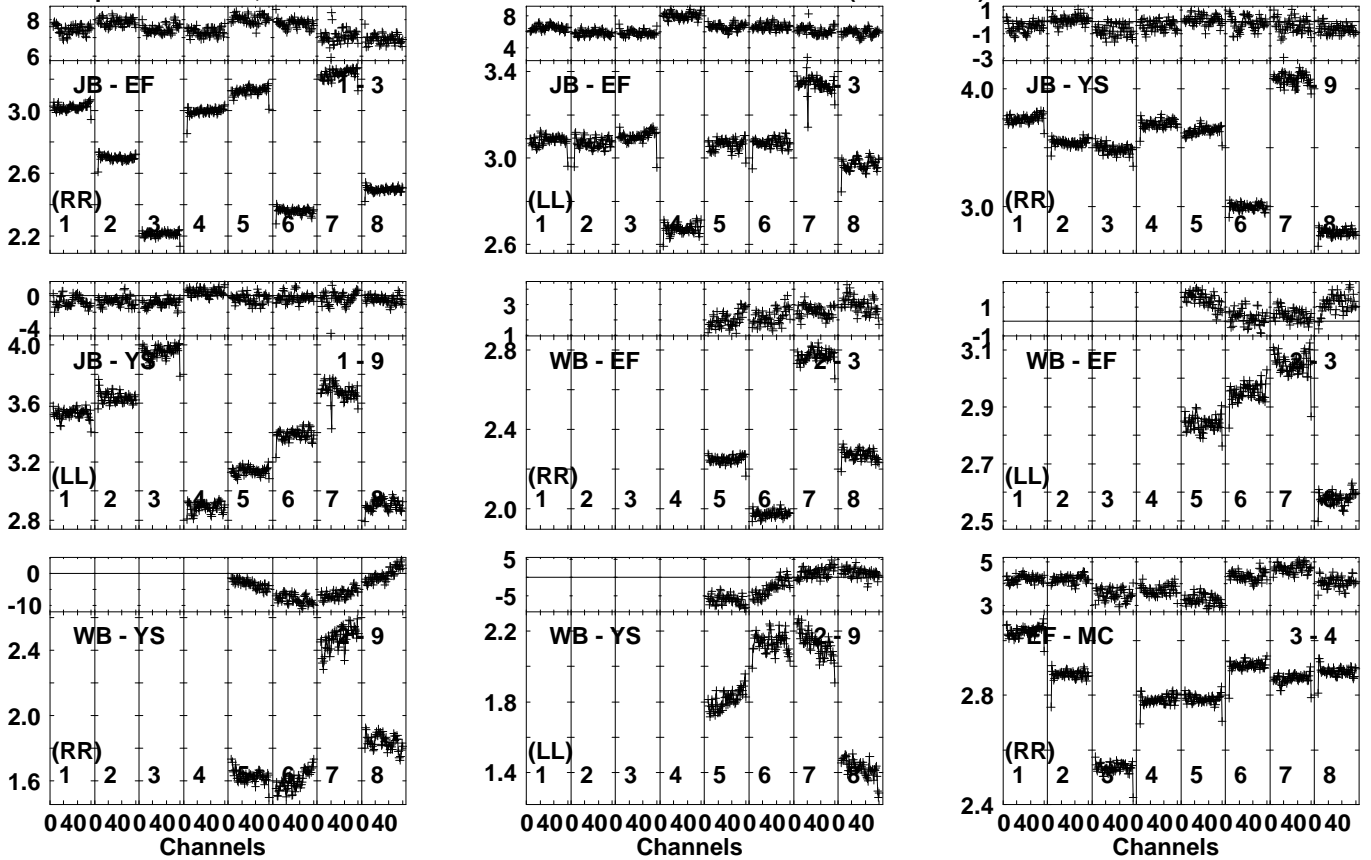 8
6
JB - EF 1 - 3
3.0
2.6
2.2
(RR)
1 2 3 4 5 6 7 8
8
4
JB - EF - 3
3.4
3.0
2.6
(LL)
1 2 3 4 5 6 7 8
1
-1
-3
JB - YS - 9
4.0
3.0
(RR)
1 2 3 4 5 6 7 8
0
-4
JB - YS 1 - 9
4.0
3.6
3.2
2.8
(LL)
1 2 3 4 5 6 7 8
3
1
WB - EF 2 - 3
2.8
2.4
2.0
(RR)
1 2 3 4 5 6 7 8
1
-1
WB - EF 2 - 3
3.1
2.9
2.7
2.5
(LL)
1 2 3 4 5 6 7 8
0
-10
WB - YS 2 - 9
2.4
2.0
1.6
(RR)
1 2 3 4 5 6 7 8
0 40 0 40 0 40 0 40 0 40 0 40 0 40 0 40
Channels
5
-5
WB - YS 2 - 9
2.2
1.8
1.4
(LL)
1 2 3 4 5 6 7 8
0 40 0 40 0 40 0 40 0 40 0 40 0 40 0 40
Channels
5
3
EF - MC 3 - 4
2.8
2.4
(RR)
1 2 3 4 5 6 7 8
0 40 0 40 0 40 0 40 0 40 0 40 0 40 0 40
Channels